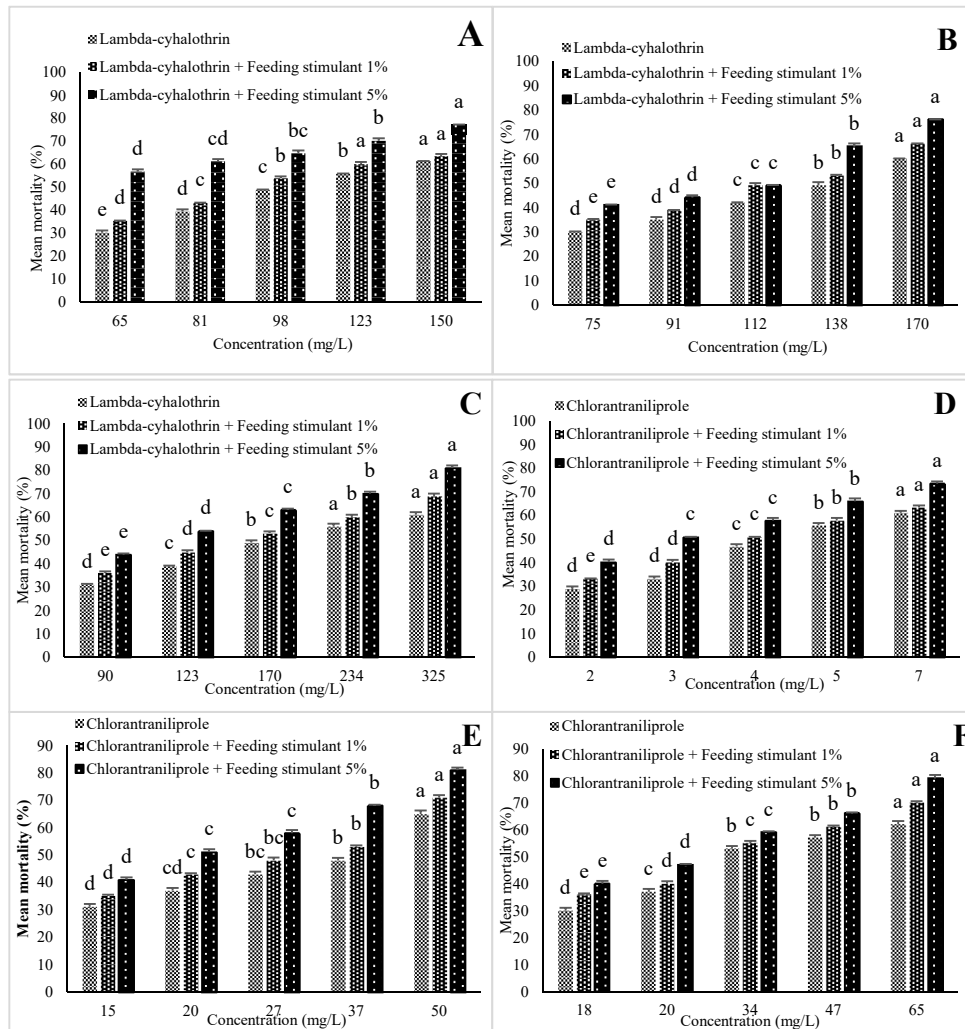 A
Lambda-cyhalothrin
Lambda-cyhalothrin + Feeding stimulant 1%
Lambda-cyhalothrin + Feeding stimulant 5%
Mean mortality (%)
100
90
80
70
60
50
40
30
20
10
0
e d d
d c cd
c b bc
b a b
a a a
65 81 98 123 150
Concentration (mg/L)
B
Lambda-cyhalothrin
Lambda-cyhalothrin + Feeding stimulant 1%
Lambda-cyhalothrin + Feeding stimulant 5%
Mean mortality (%)
100
90
80
70
60
50
40
30
20
10
0
d e e
d d d
c c c
b b b
a a a
75 91 112 138 170
Concentration (mg/L)
C
Lambda-cyhalothrin
Lambda-cyhalothrin + Feeding stimulant 1%
Lambda-cyhalothrin + Feeding stimulant 5%
Mean mortality (%)
100
90
80
70
60
50
40
30
20
10
0
d e e
c d d
b c c
a b b
a a a
90 123 170 234 325
Concentration (mg/L)
D
Chlorantraniliprole
Chlorantraniliprole + Feeding stimulant 1%
Chlorantraniliprole + Feeding stimulant 5%
Mean mortality (%)
100
90
80
70
60
50
40
30
20
10
0
d e d
d d c
c c c
b b b
a a a
2 3 4 5 7
Concentration (mg/L)
E
Chlorantraniliprole
Chlorantraniliprole + Feeding stimulant 1%
Chlorantraniliprole + Feeding stimulant 5%
Mean mortality (%)
90
80
70
60
50
40
30
20
10
0
d d d
cd c c
bc bc c
b b b
a a a
15 20 27 37 50
Concentration (mg/L)
F
Chlorantraniliprole
Chlorantraniliprole + Feeding stimulant 1%
Chlorantraniliprole + Feeding stimulant 5%
Mean mortality (%)
90
80
70
60
50
40
30
20
10
0
d e e
c d d
b c c
b b b
a a a
18 20 34 47 65
Concentration (mg/L)